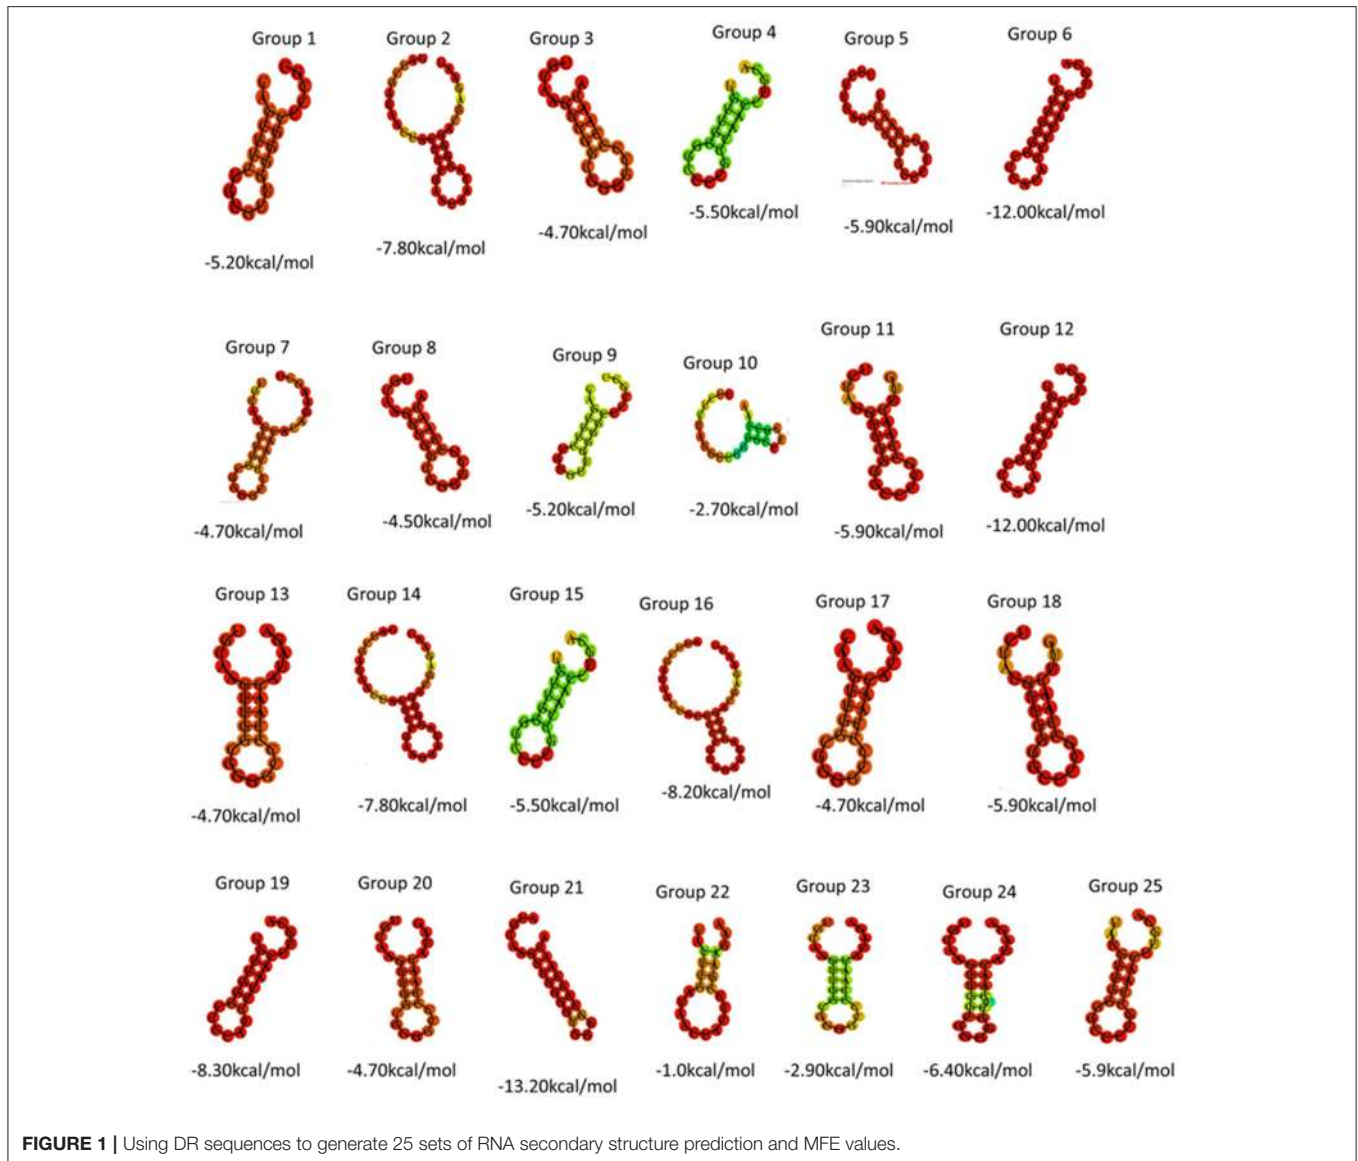 Group 1
Group 2
Group 3
Group 4
Group 5
Group 6
-5.20kcal/mol
-7.80kcal/mol
-4.70kcal/mol
-5.50kcal/mol
-5.90kcal/mol
-12.00kcal/mol
Group 7
Group 8
Group 9
Group 10
Group 11
Group 12
-4.70kcal/mol
-4.50kcal/mol
-5.20kcal/mol
-2.70kcal/mol
-5.90kcal/mol
-12.00kcal/mol
Group 13
Group 14
Group 15
Group 16
Group 17
Group 18
-4.70kcal/mol
-7.80kcal/mol
-5.50kcal/mol
-8.20kcal/mol
-4.70kcal/mol
-5.90kcal/mol
Group 19
Group 20
Group 21
Group 22
Group 23
Group 24
Group 25
-8.30kcal/mol
-4.70kcal/mol
-13.20kcal/mol
-1.0kcal/mol
-2.90kcal/mol
-6.40kcal/mol
-5.9kcal/mol
FIGURE 1 | Using DR sequences to generate 25 sets of RNA secondary structure prediction and MFE values.